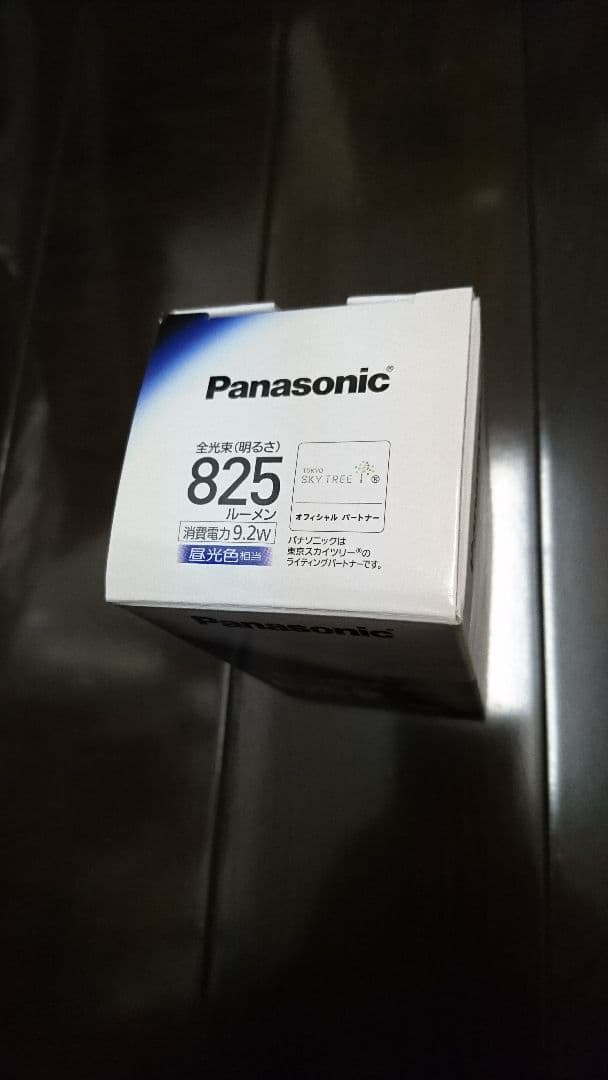 Panasonic®
全光束(明るさ)
825
ルーメン
消費電力9.2W
昼光色相当
TOKYO
SKYTREE ®
オフィシャル パートナー
パナソニックは
東京スカイツリー®の
ライティングパートナーです。
Panasonic